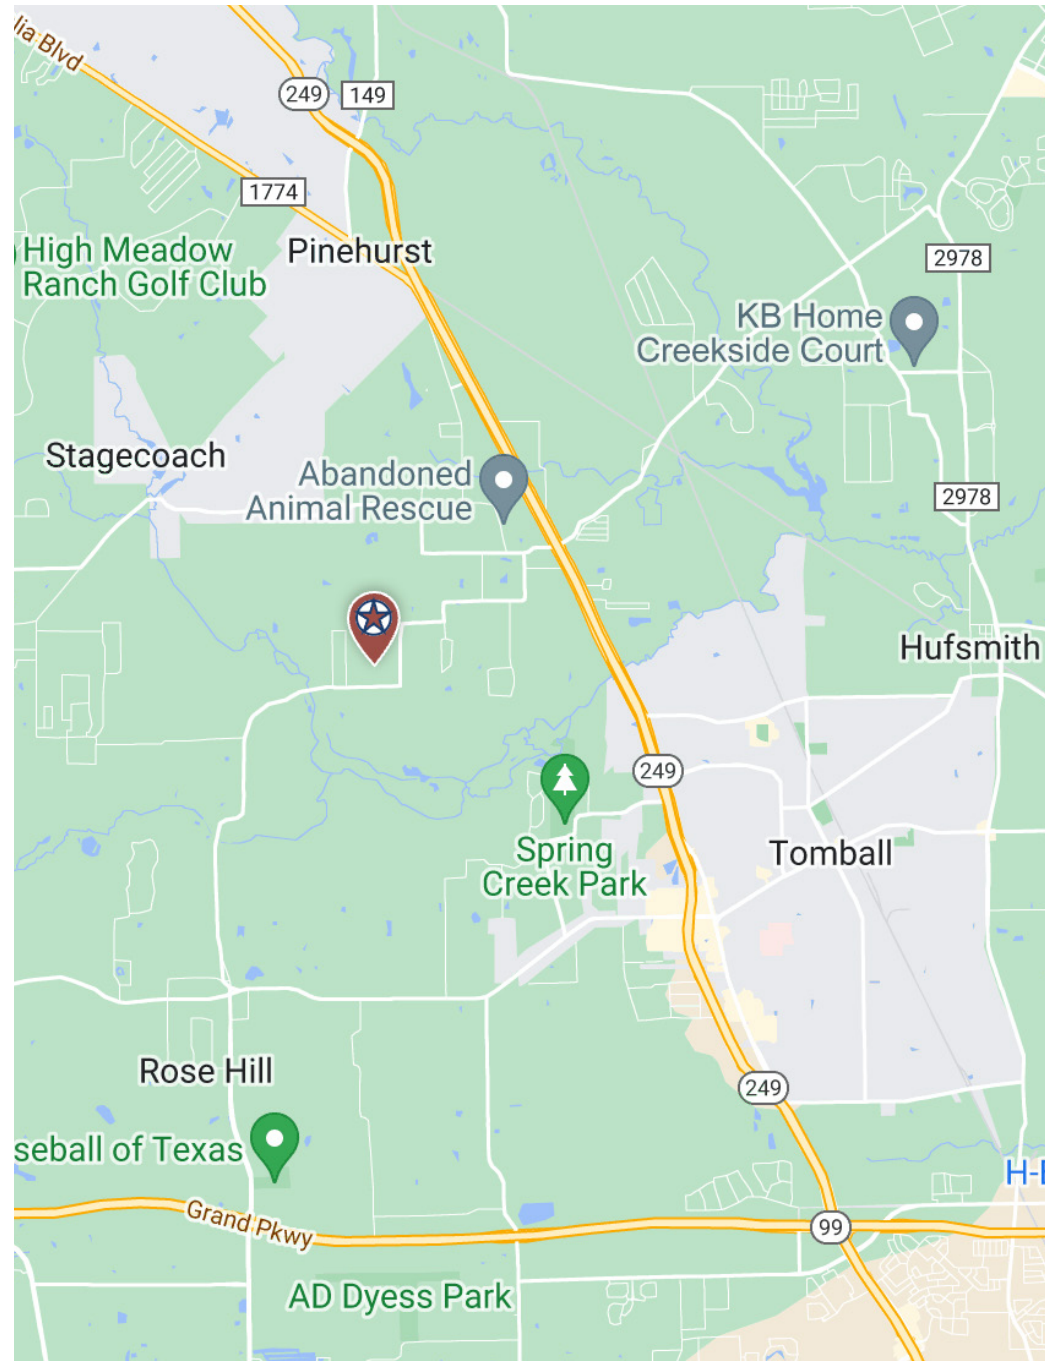 lia Blvd
249
149
1774
High Meadow
Ranch Golf Club
Pinehurst
2978
KB Home
Creekside Court
Stagecoach
Abandoned
Animal Rescue
2978
Hufsmith
249
Spring
Creek Park
Tomball
Rose Hill
249
seball of Texas
H-E
Grand Pkwy
99
AD Dyess Park